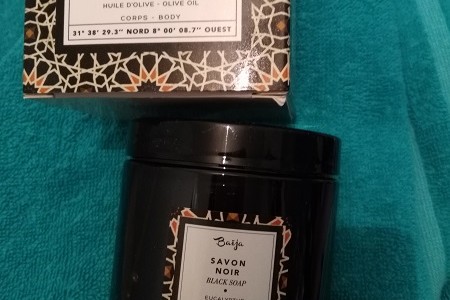 HUILE D'OLIVE - OLIVE OIL
CORPS - BODY
31° 38' 29.3'' NORD 8° 00' 08.7'' OUEST
Baïja
SAVON
NOIR
BLACK SOAP
EUCALYPTUS